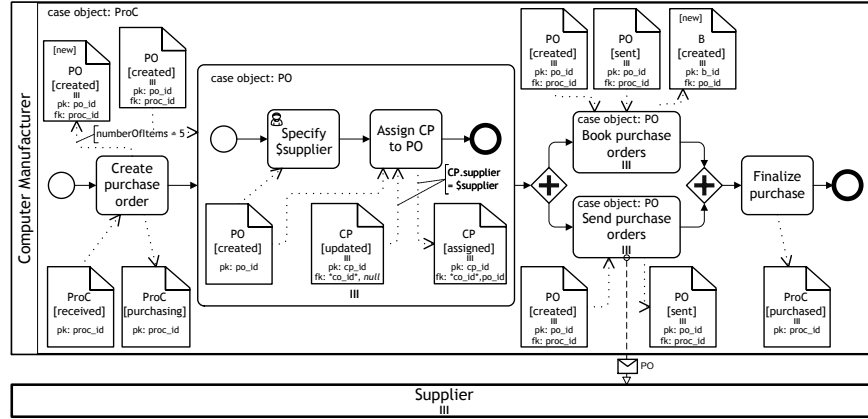 case object: ProC
Computer Manufacturer
[new]
PO
[created]
III
pk: po_id
fk: proc_id
PO
[created]
III
pk: po_id
fk: proc_id
numberOfItems = 5
Create
purchase
order
ProC
[received]
pk: proc_id
ProC
[purchasing]
pk: proc_id
case object: PO
Specify
$supplier
Assign CP
to PO
CP.supplier
= $supplier
PO
[created]
pk: po_id
CP
[updated]
III
pk: cp_id
fk: *co_id*, null
CP
[assigned]
III
pk: cp_id
fk: *co_id*,po_id
III
PO
[created]
III
pk: po_id
fk: proc_id
PO
[sent]
III
pk: po_id
fk: proc_id
[new]
B
[created]
III
pk: b_id
fk: po_id
case object: PO
Book purchase
orders
III
case object: PO
Send purchase
orders
III
Finalize
purchase
PO
[created]
III
pk: po_id
fk: proc_id
PO
[sent]
III
pk: po_id
fk: proc_id
ProC
[purchased]
III
pk: proc_id
PO
Supplier
III